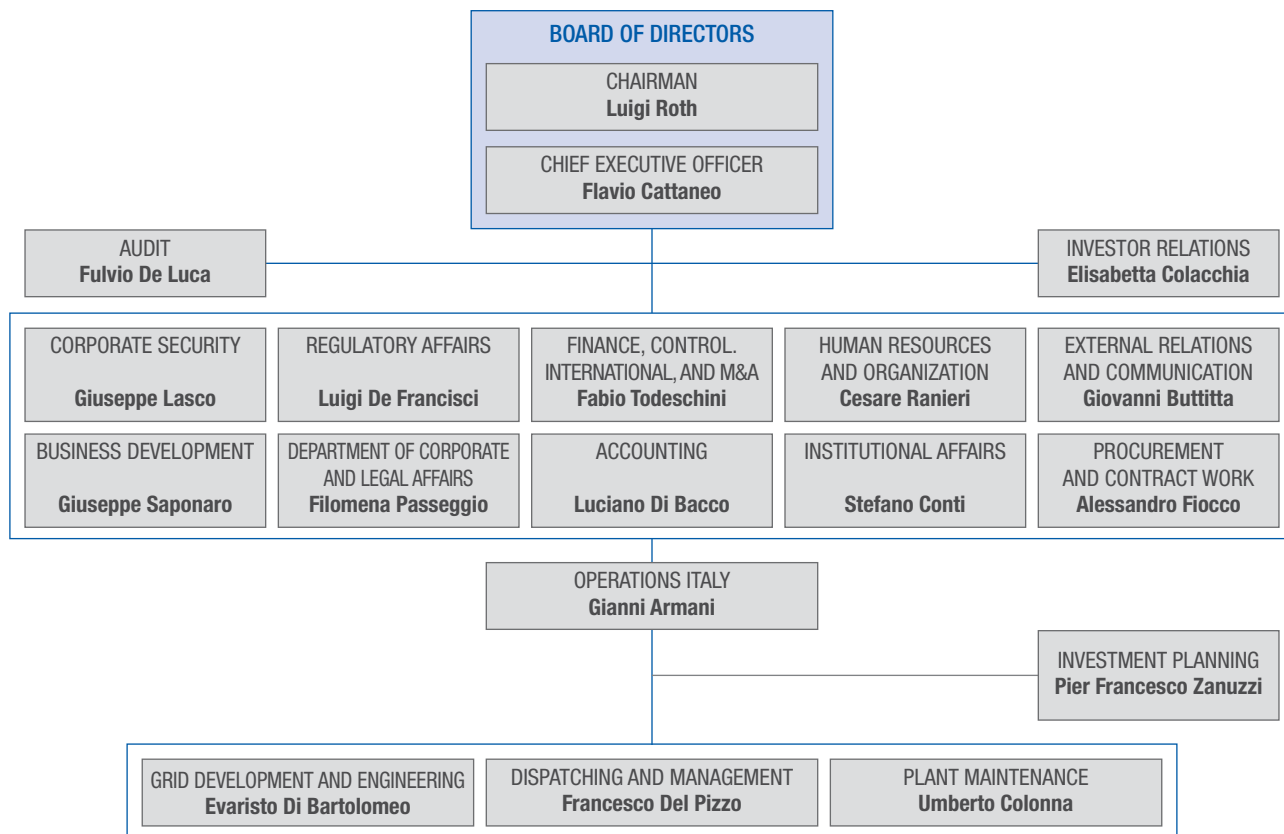 BOARD OF DIRECTORS
CHAIRMAN
Luigi Roth
CHIEF EXECUTIVE OFFICER
Flavio Cattaneo
AUDIT
Fulvio De Luca
INVESTOR RELATIONS
Elisabetta Colacchia
CORPORATE SECURITY
Giuseppe Lasco
REGULATORY AFFAIRS
Luigi De Francisci
FINANCE, CONTROL.
INTERNATIONAL, AND M&A
Fabio Todeschini
HUMAN RESOURCES
AND ORGANIZATION
Cesare Ranieri
EXTERNAL RELATIONS
AND COMMUNICATION
Giovanni Buttitta
BUSINESS DEVELOPMENT
Giuseppe Saponaro
DEPARTMENT OF CORPORATE
AND LEGAL AFFAIRS
Filomena Passeggio
ACCOUNTING
Luciano Di Bacco
INSTITUTIONAL AFFAIRS
Stefano Conti
PROCUREMENT
AND CONTRACT WORK
Alessandro Fiocco
OPERATIONS ITALY
Gianni Armani
INVESTMENT PLANNING
Pier Francesco Zanuzzi
GRID DEVELOPMENT AND ENGINEERING
Evaristo Di Bartolomeo
DISPATCHING AND MANAGEMENT
Francesco Del Pizzo
PLANT MAINTENANCE
Umberto Colonna